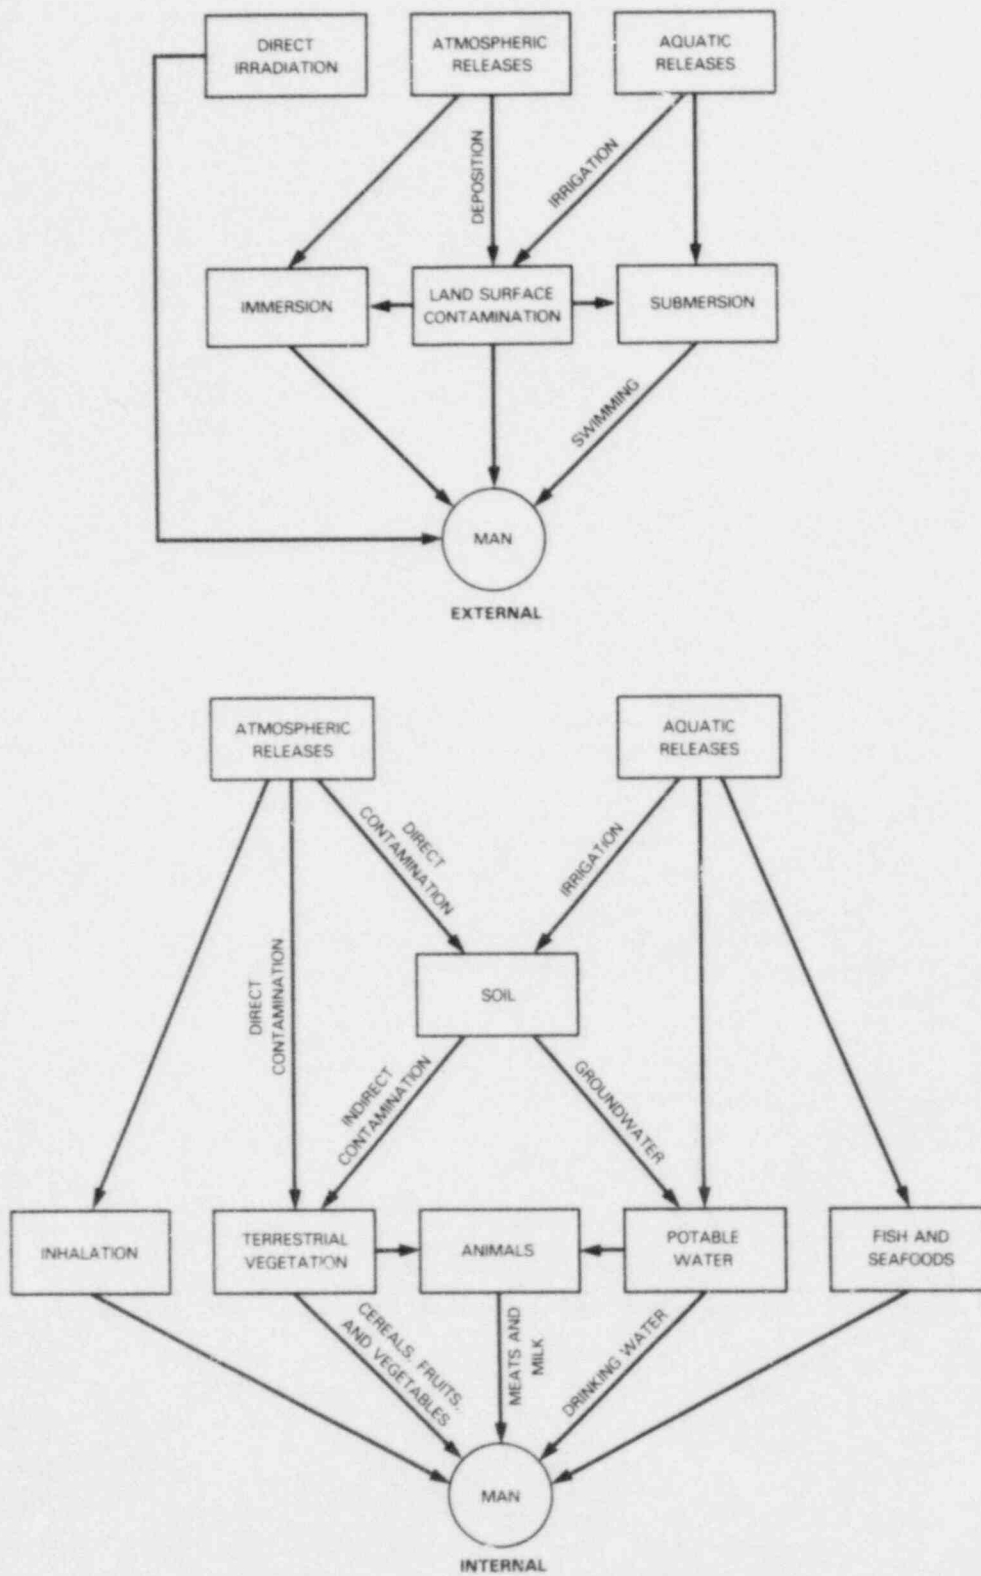 DIRECT
IRRADIATION
ATMOSPHERIC
RELEASES
AQUATIC
RELEASES
DEPOSITION
IRRIGATION
IMMERSION
LAND SURFACE
CONTAMINATION
SUBMERSION
SWIMMING
MAN
EXTERNAL
ATMOSPHERIC
RELEASES
AQUATIC
RELEASES
DIRECT
CONTAMINATION
IRRIGATION
DIRECT
CONTAMINATION
SOIL
INDIRECT
CONTAMINATION
GROUNDWATER
INHALATION
TERRESTRIAL
VEGETATION
ANIMALS
POTABLE
WATER
FISH AND
SEAFOODS
CEREALS, FRUITS,
AND VEGETABLES
MEATS AND
MILK
DRINKING WATER
MAN
INTERNAL